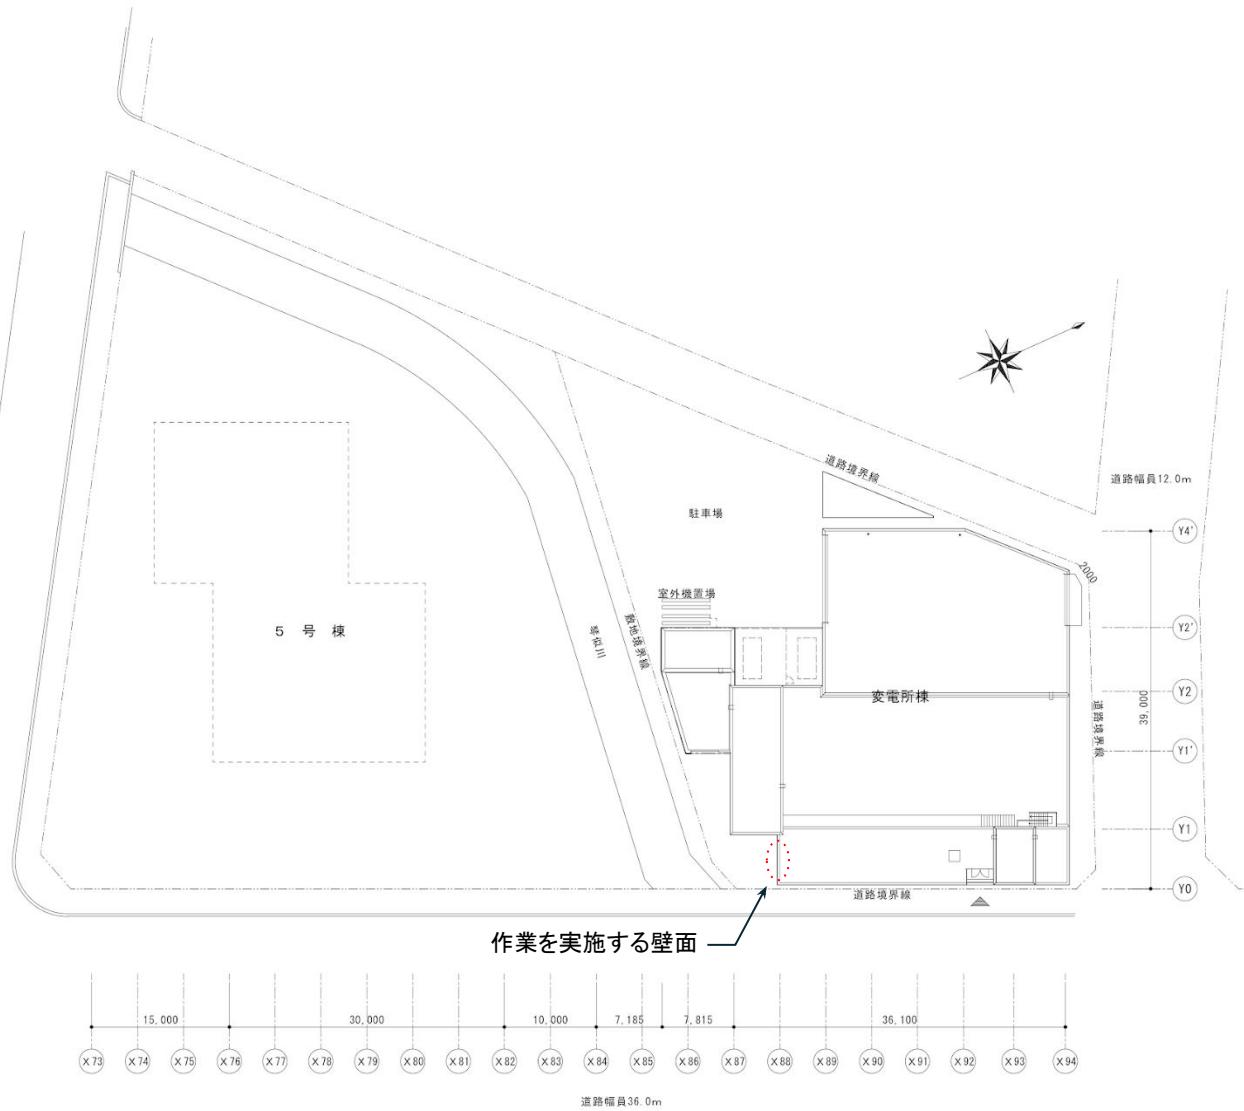 道路境界線
道路幅員12.0m
駐車場
Y4'
2000
室外機置場
5 号 棟
琴似川
敷地境界線
Y2'
変電所棟
Y2
39,000
道路境界線
Y1'
Y1
道路境界線
Y0
作業を実施する壁面
15,000 30,000 10,000 7,185 7,815 36,100
X73 X74 X75 X76 X77 X78 X79 X80 X81 X82 X83 X84 X85 X86 X87 X88 X89 X90 X91 X92 X93 X94
道路幅員36.0m